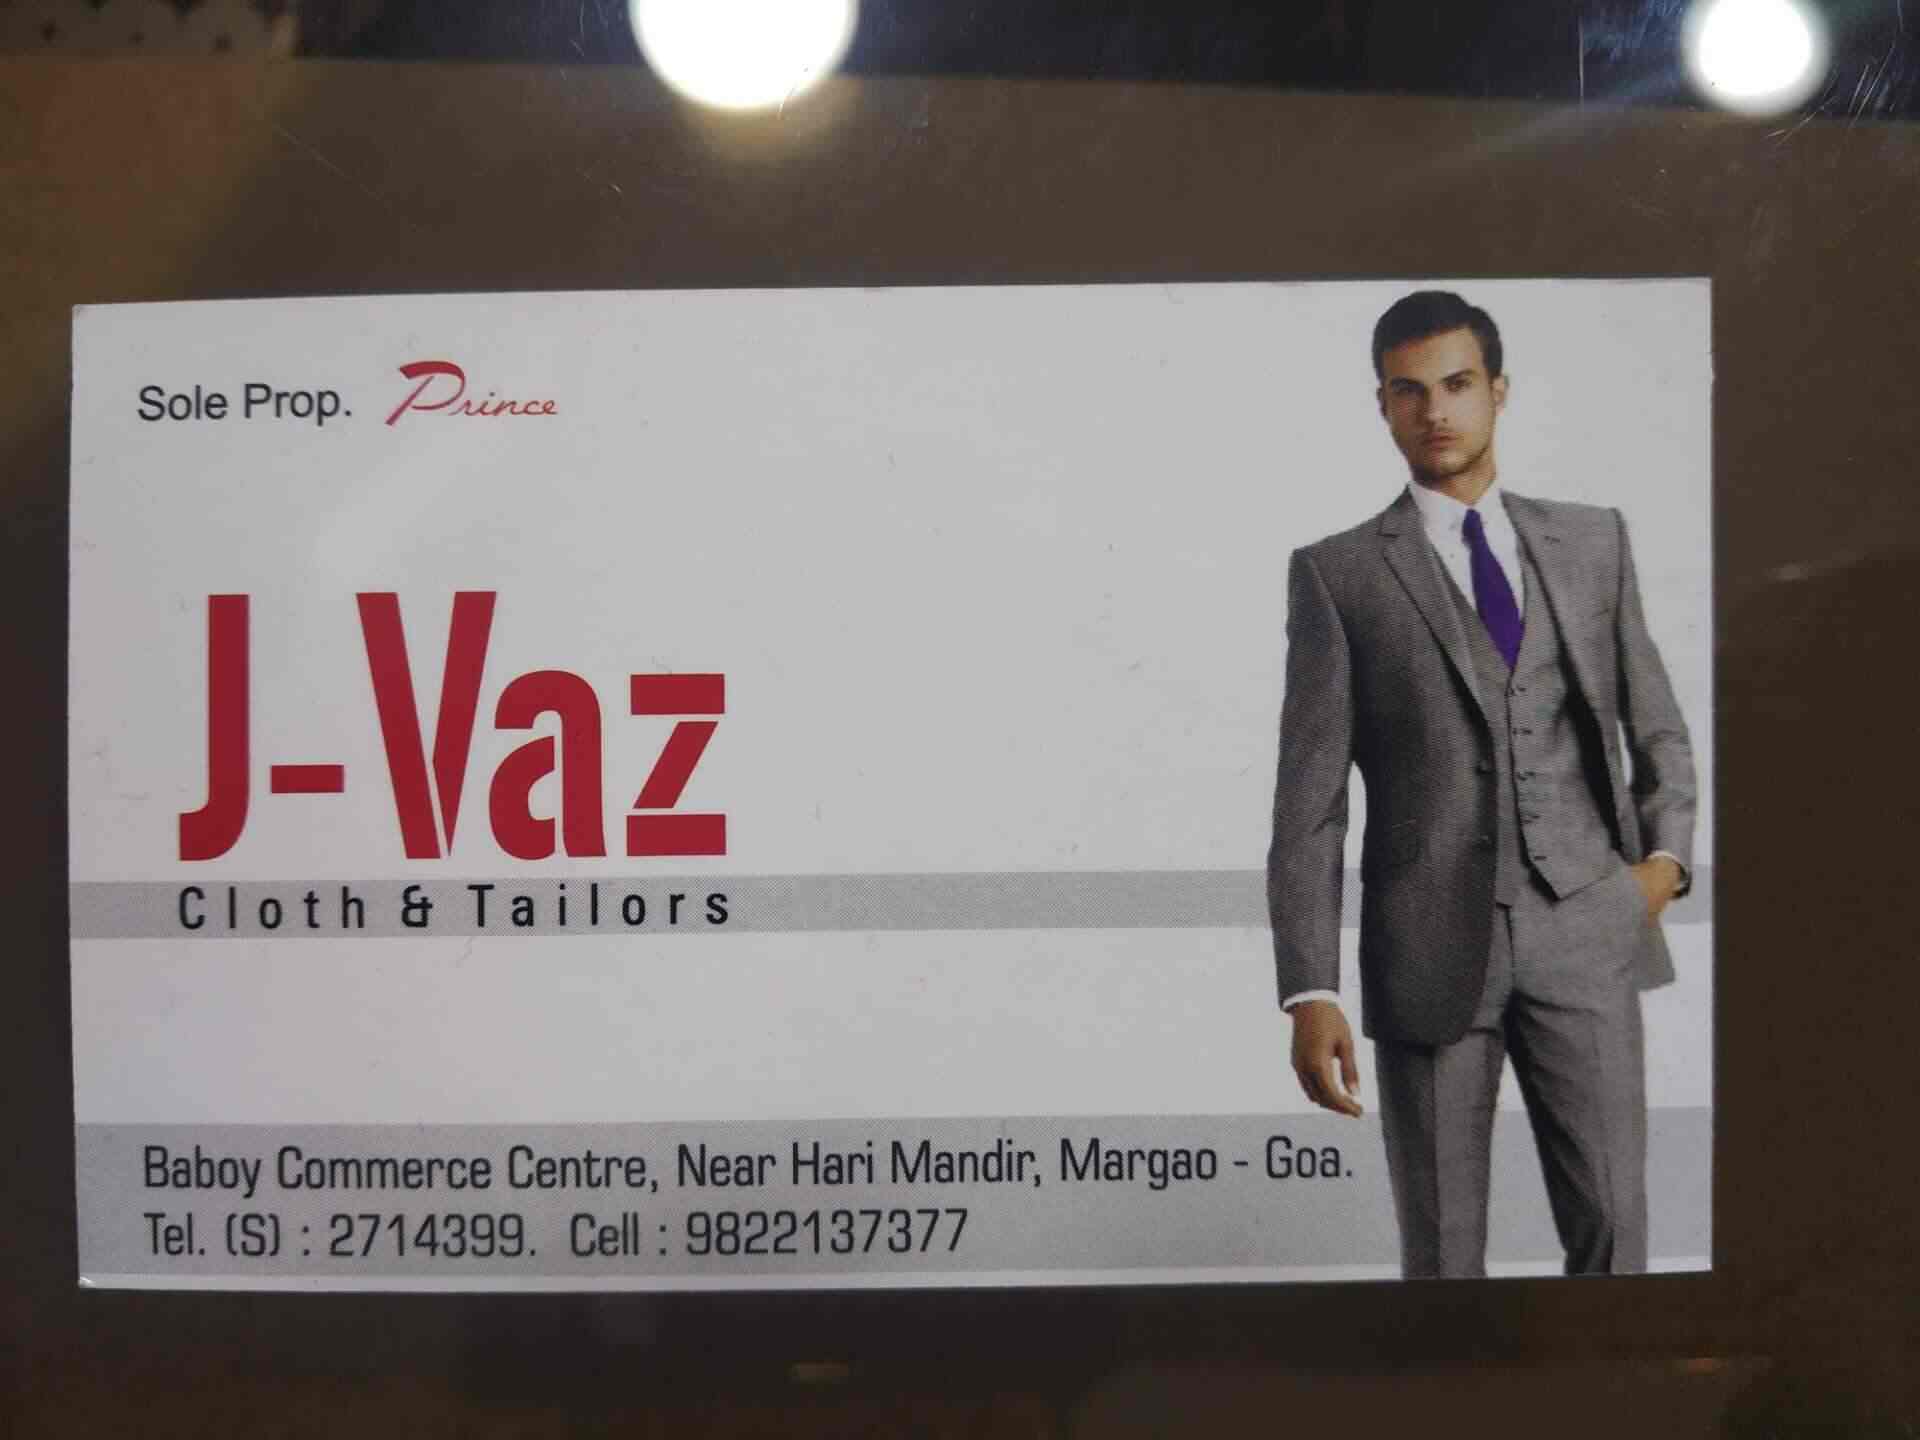 Sole Prop. Prince
J-Vaz
Cloth & Tailors
Baboy Commerce Centre, Near Hari Mandir, Margao - Goa.
Tel. (S) : 2714399. Cell : 9822137377